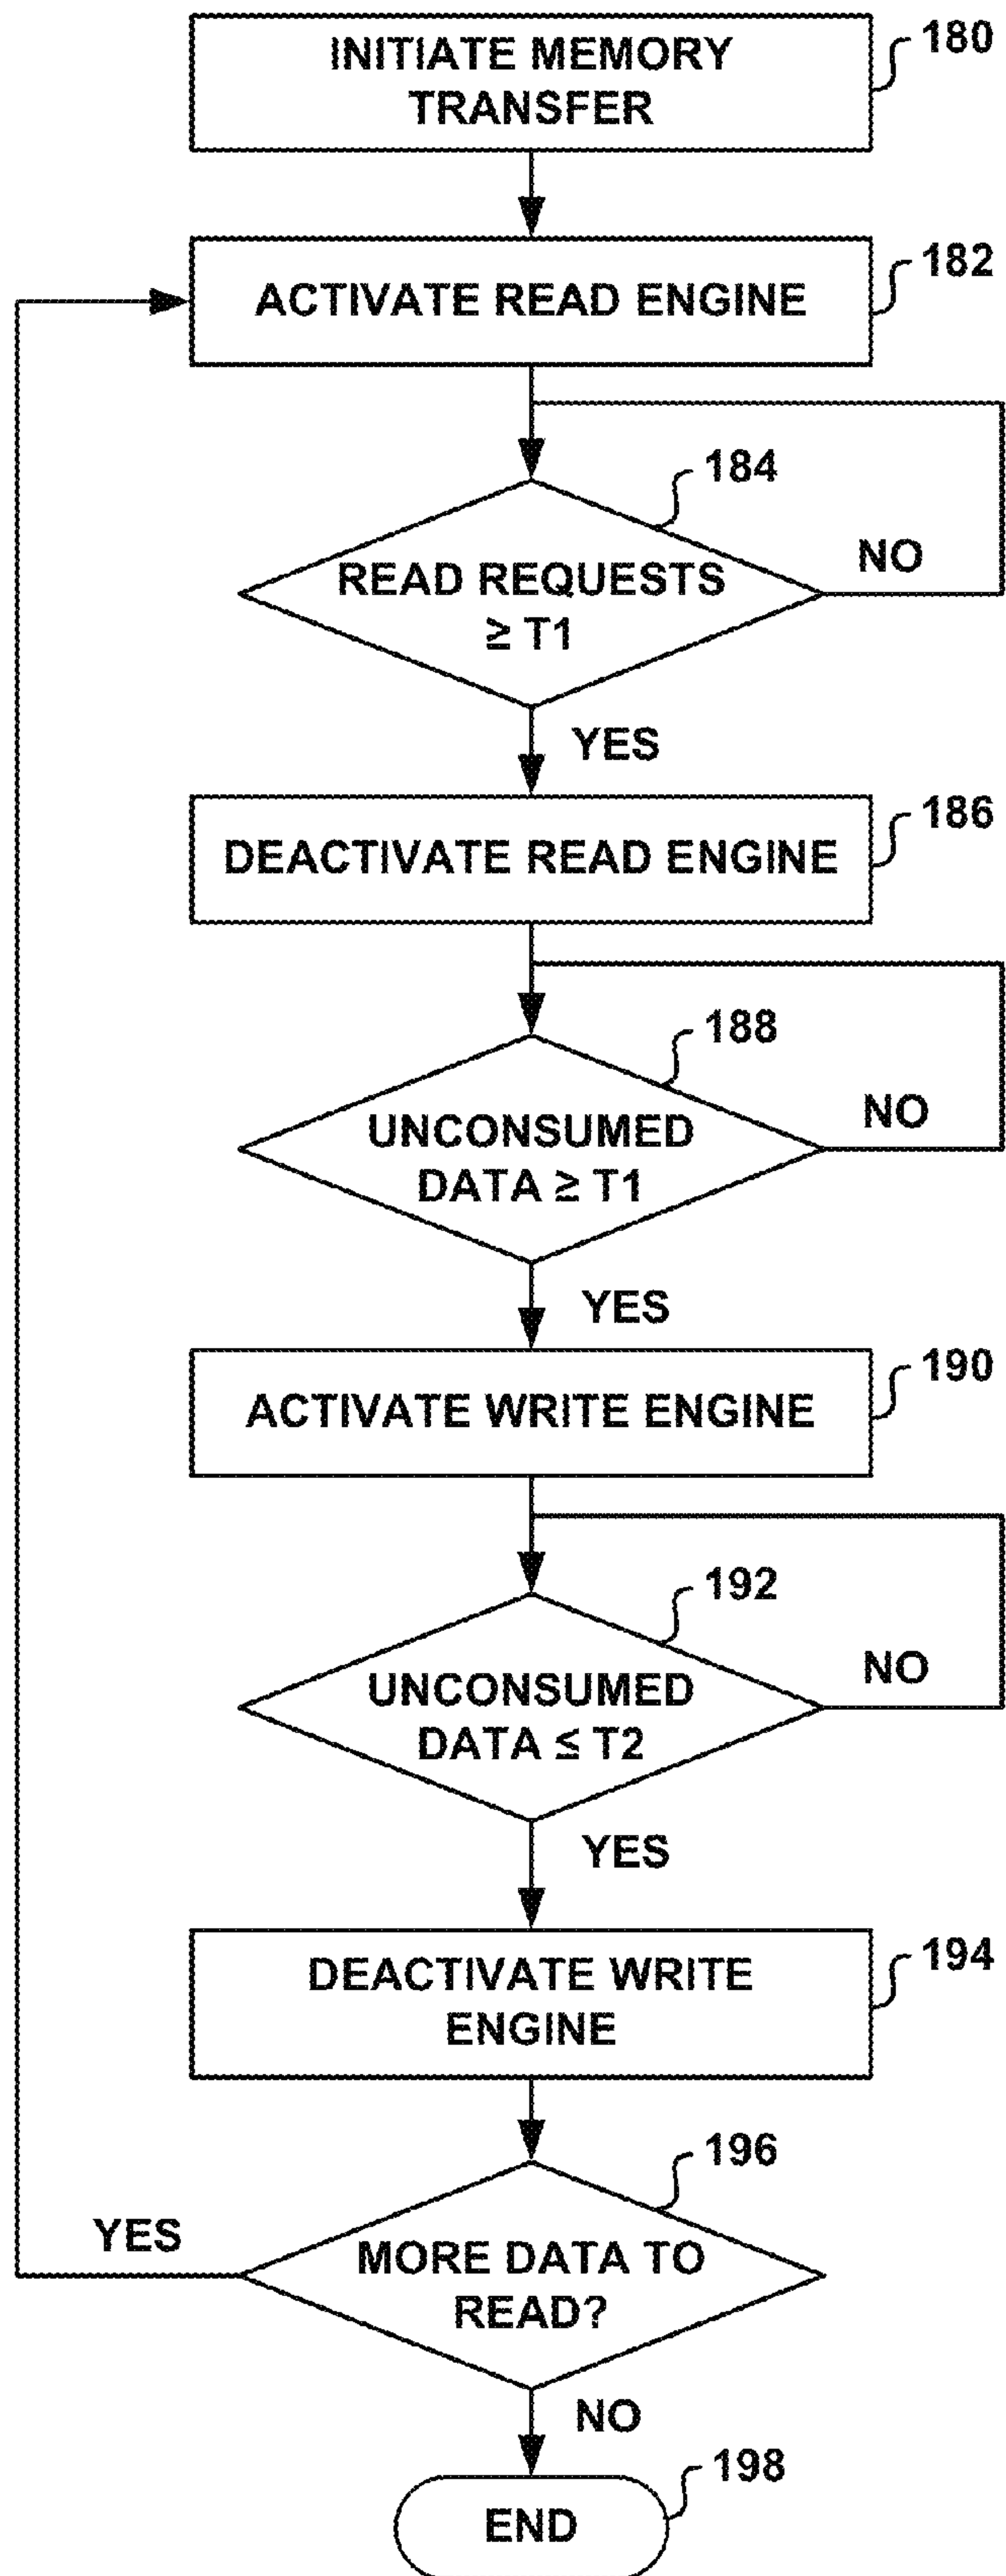 INITIATE MEMORY
TRANSFER
180
ACTIVATE READ ENGINE
182
184
READ REQUESTS
≥ T1
NO
YES
DEACTIVATE READ ENGINE
186
188
UNCONSUMED
DATA ≥ T1
NO
YES
ACTIVATE WRITE ENGINE
190
192
UNCONSUMED
DATA ≤ T2
NO
YES
DEACTIVATE WRITE
ENGINE
194
196
YES
MORE DATA TO
READ?
NO
198
END